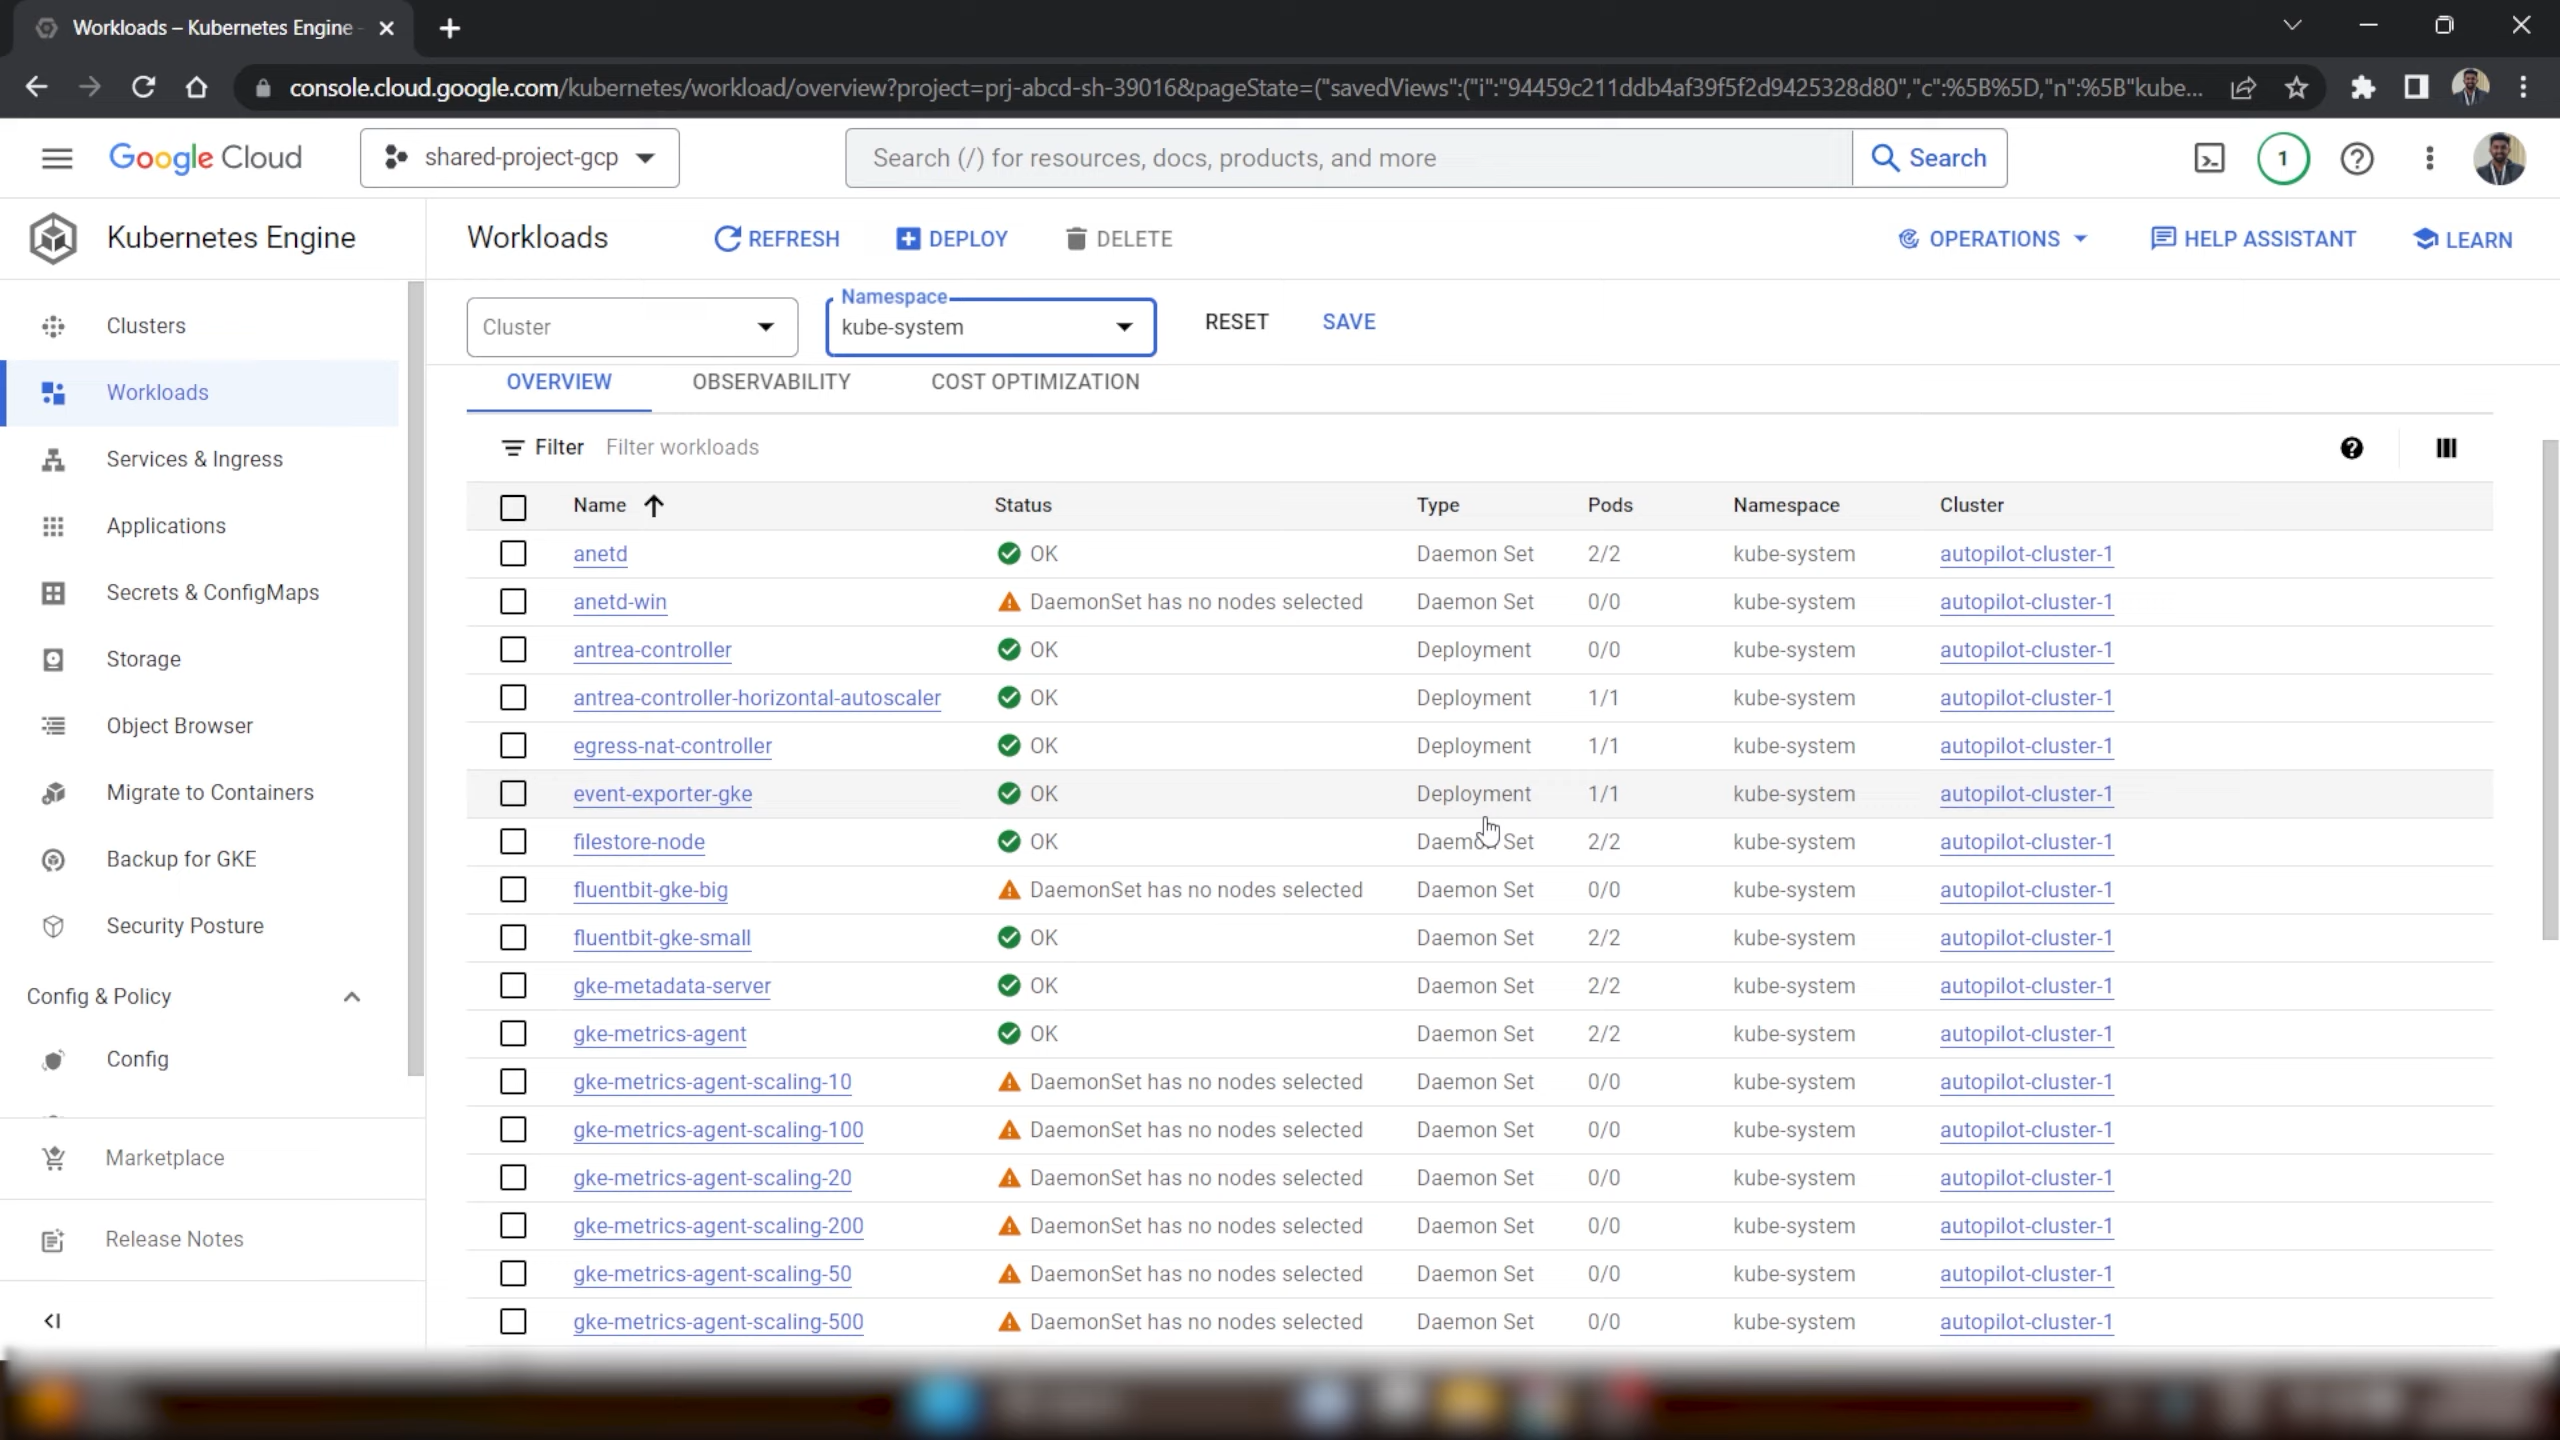 Workloads – Kubernetes Engine -
console.cloud.google.com/kubernetes/workload/overview?project=prj-abcd-sh-39016&pageState=("savedViews":("i":"94459c211ddb4af39f5f2d9425328d80","c":%5B%5D,"n":%5B"kube...
Google Cloud
shared-project-gcp
Search (/) for resources, docs, products, and more
Search
1
Kubernetes Engine
Workloads
REFRESH
DEPLOY
DELETE
OPERATIONS
HELP ASSISTANT
LEARN
Clusters
Workloads
Services & Ingress
Applications
Secrets & ConfigMaps
Storage
Object Browser
Migrate to Containers
Backup for GKE
Security Posture
Config & Policy
Config
Marketplace
Release Notes
Cluster
Namespace
kube-system
RESET
SAVE
OVERVIEW
OBSERVABILITY
COST OPTIMIZATION
Filter Filter workloads
Name Status Type Pods Namespace Cluster
anetd OK Daemon Set 2/2 kube-system autopilot-cluster-1
anetd-win DaemonSet has no nodes selected Daemon Set 0/0 kube-system autopilot-cluster-1
antrea-controller OK Deployment 0/0 kube-system autopilot-cluster-1
antrea-controller-horizontal-autoscaler OK Deployment 1/1 kube-system autopilot-cluster-1
egress-nat-controller OK Deployment 1/1 kube-system autopilot-cluster-1
event-exporter-gke OK Deployment 1/1 kube-system autopilot-cluster-1
filestore-node OK Daemon Set 2/2 kube-system autopilot-cluster-1
fluentbit-gke-big DaemonSet has no nodes selected Daemon Set 0/0 kube-system autopilot-cluster-1
fluentbit-gke-small OK Daemon Set 2/2 kube-system autopilot-cluster-1
gke-metadata-server OK Daemon Set 2/2 kube-system autopilot-cluster-1
gke-metrics-agent OK Daemon Set 2/2 kube-system autopilot-cluster-1
gke-metrics-agent-scaling-10 DaemonSet has no nodes selected Daemon Set 0/0 kube-system autopilot-cluster-1
gke-metrics-agent-scaling-100 DaemonSet has no nodes selected Daemon Set 0/0 kube-system autopilot-cluster-1
gke-metrics-agent-scaling-20 DaemonSet has no nodes selected Daemon Set 0/0 kube-system autopilot-cluster-1
gke-metrics-agent-scaling-200 DaemonSet has no nodes selected Daemon Set 0/0 kube-system autopilot-cluster-1
gke-metrics-agent-scaling-50 DaemonSet has no nodes selected Daemon Set 0/0 kube-system autopilot-cluster-1
gke-metrics-agent-scaling-500 DaemonSet has no nodes selected Daemon Set 0/0 kube-system autopilot-cluster-1